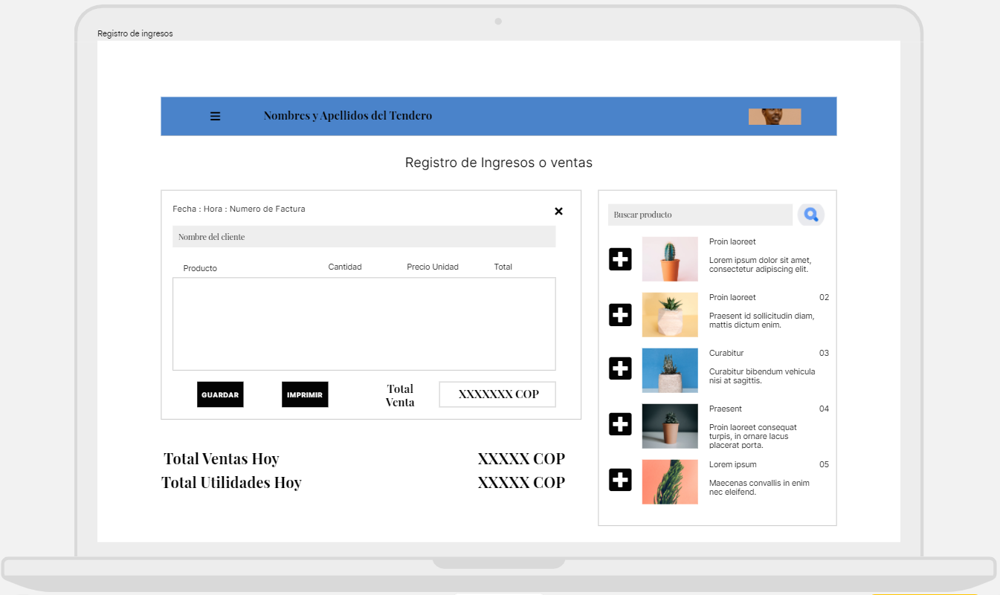 Registro de ingresos
Nombres y Apellidos del Tendero
Registro de Ingresos o ventas
Fecha : Hora : Numero de Factura
Nombre del cliente
Producto Cantidad Precio Unidad Total
GUARDAR IMPRIMIR
Total
Venta
XXXXXXX COP
Total Ventas Hoy XXXXX COP
Total Utilidades Hoy XXXXX COP
Buscar producto
Proin laoreet
Lorem ipsum dolor sit amet,
consectetur adipiscing elit.
Proin laoreet 02
Praesent id sollicitudin diam,
mattis dictum enim.
Curabitur 03
Curabitur bibendum vehicula
nisi at sagittis.
Praesent 04
Proin laoreet consequat
turpis, in ornare lacus
placerat porta.
Lorem ipsum 05
Maecenas convallis in enim
nec eleifend.